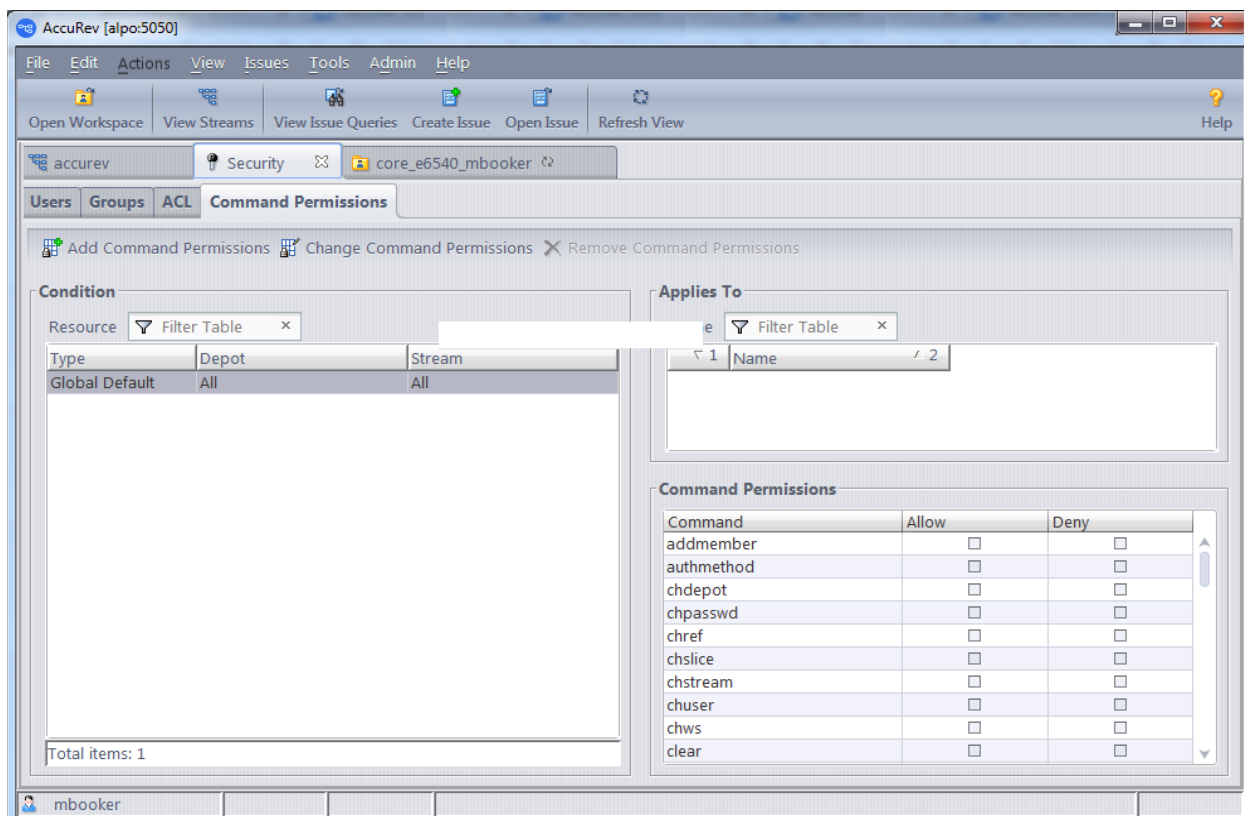 AccuRev [alpo:5050]
File Edit Actions View Issues Tools Admin Help
Open Workspace View Streams View Issue Queries Create Issue Open Issue Refresh View Help
accurev Security core_e6540_mbooker
Users Groups ACL Command Permissions
Add Command Permissions Change Command Permissions Remove Command Permissions
Condition
Resource Filter Table ×
Type Depot Stream
Global Default All All
Total items: 1
Applies To
Filter Table ×
1 Name 2
Command Permissions
Command Allow Deny
addmember
authmethod
chdepot
chpasswd
chref
chslice
chstream
chuser
chws
clear
mbooker